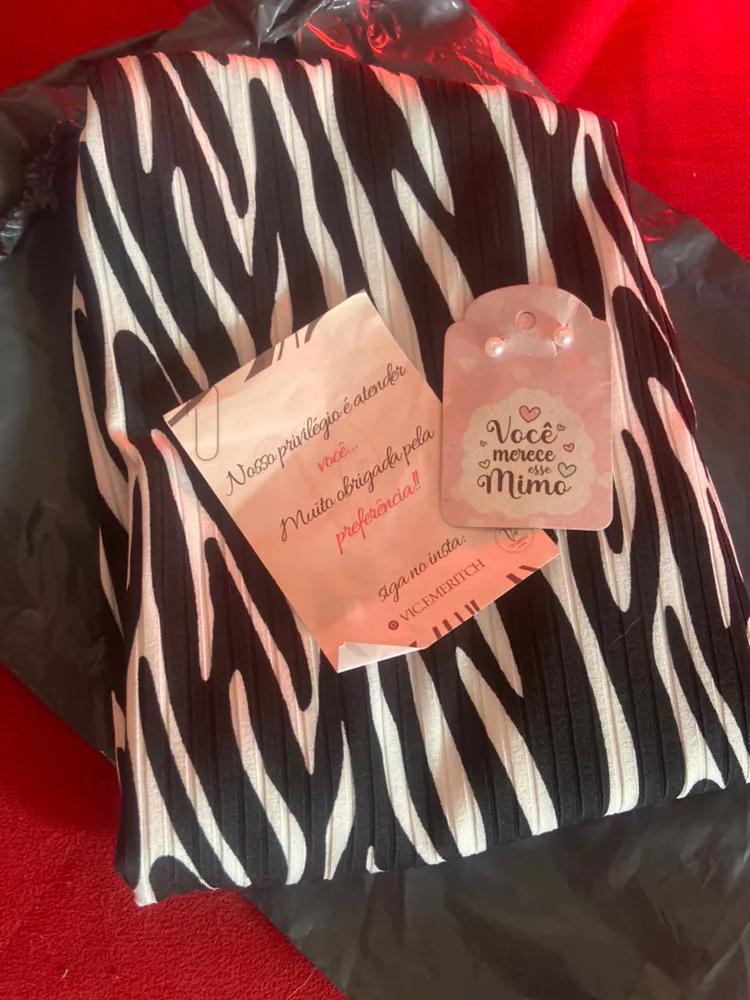 Nosso privilégio é atender
você...
Muito obrigada pela
preferência!!
siga no insta:
VIC.EMERITCH
Você
merece
esse
Mimo